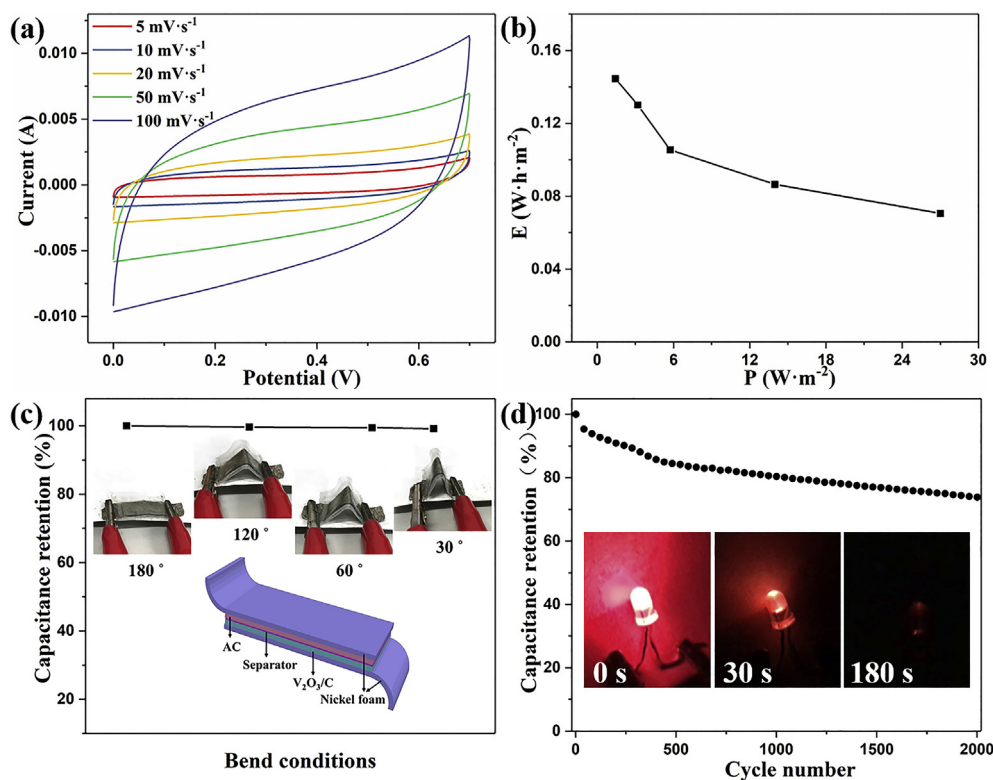 (a)
5 mV·s⁻¹
10 mV·s⁻¹
20 mV·s⁻¹
50 mV·s⁻¹
100 mV·s⁻¹
0.010
0.005
0.000
-0.005
-0.010
Current (A)
0.0 0.2 0.4 0.6
Potential (V)
(b)
0.16
0.12
0.08
0.04
0.00
E (W·h·m⁻²)
0 6 12 18 24 30
P (W·m⁻²)
(c)
100
80
60
40
20
Capacitance retention (%)
180 °
120 °
60 °
30 °
AC
Separator
V₂O₃/C
Nickel foam
Bend conditions
(d)
100
80
60
40
20
0
Capacitance retention （%）
0 s
30 s
180 s
0 500 1000 1500 2000
Cycle number